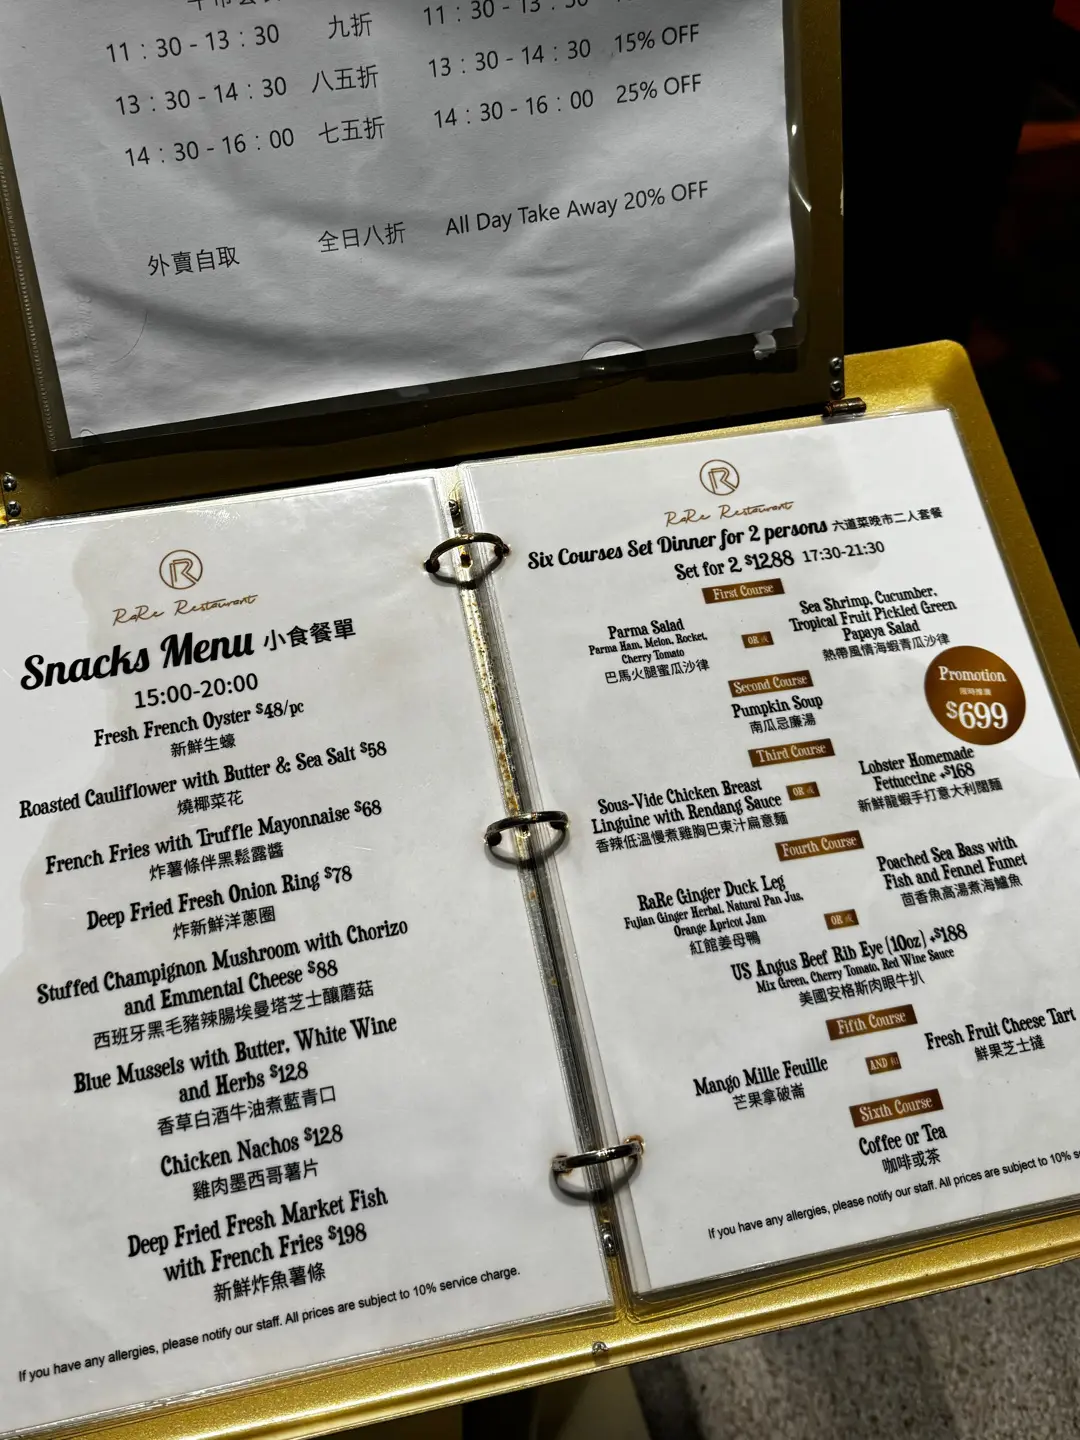 11：30 - 13：30 九折
13：30 - 14：30 八五折
14：30 - 16：00 七五折
外賣自取 全日八折
11：30 - 13：30
13：30 - 14：30 15% OFF
14：30 - 16：00 25% OFF
All Day Take Away 20% OFF
R
RaRe Restaurant
Snacks Menu 小食餐單
15:00-20:00
Fresh French Oyster $48/pc
新鮮生蠔
Roasted Cauliflower with Butter & Sea Salt $58
燒椰菜花
French Fries with Truffle Mayonnaise $68
炸薯條伴黑鬆露醬
Deep Fried Fresh Onion Ring $78
炸新鮮洋蔥圈
Stuffed Champignon Mushroom with Chorizo
and Emmental Cheese $88
西班牙黑毛豬辣腸埃曼塔芝士釀蘑菇
Blue Mussels with Butter, White Wine
and Herbs $128
香草白酒牛油煮藍青口
Chicken Nachos $128
雞肉墨西哥薯片
Deep Fried Fresh Market Fish
with French Fries $198
新鮮炸魚薯條
If you have any allergies, please notify our staff. All prices are subject to 10% service charge.
R
RaRe Restaurant
Six Courses Set Dinner for 2 persons 六道菜晚市二人套餐
Set for 2 $1288 17:30-21:30
First Course
Parma Salad
Parma Ham, Melon, Rocket,
Cherry Tomato
巴馬火腿蜜瓜沙律
OR 或
Sea Shrimp, Cucumber,
Tropical Fruit Pickled Green
Papaya Salad
熱帶風情海蝦青瓜沙律
Promotion
限時推廣
$699
Second Course
Pumpkin Soup
南瓜忌廉湯
Third Course
Sous-Vide Chicken Breast
Linguine with Rendang Sauce
香辣低溫慢煮雞胸巴東汁扁意麵
OR 或
Lobster Homemade
Fettuccine +$168
新鮮龍蝦手打意大利闊麵
Fourth Course
RaRe Ginger Duck Leg
Fujian Ginger Herbal, Natural Pan Jus,
Orange Apricot Jam
紅館姜母鴨
OR 或
Poached Sea Bass with
Fish and Fennel Fumet
茴香魚高湯煮海鱸魚
US Angus Beef Rib Eye (10oz) +$188
Mix Green, Cherry Tomato, Red Wine Sauce
美國安格斯肉眼牛扒
Fifth Course
Mango Mille Feuille
芒果拿破崙
AND 和
Fresh Fruit Cheese Tart
鮮果芝士撻
Sixth Course
Coffee or Tea
咖啡或茶
If you have any allergies, please notify our staff. All prices are subject to 10%